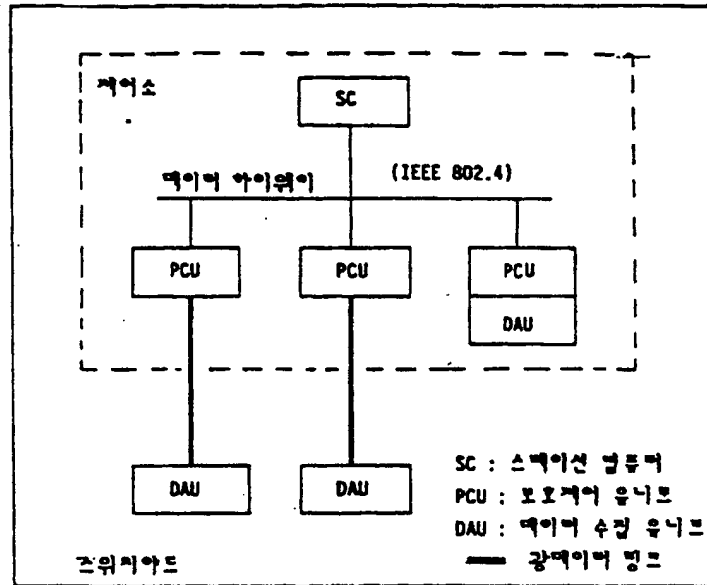 제어소
SC
데이터 하이웨이 (IEEE 802.4)
PCU
PCU
PCU
DAU
DAU
DAU
SC : 스테이션 컴퓨터
PCU : 보호제어 유니트
DAU : 데이터 수집 유니트
광데이터 링크
스위치야드